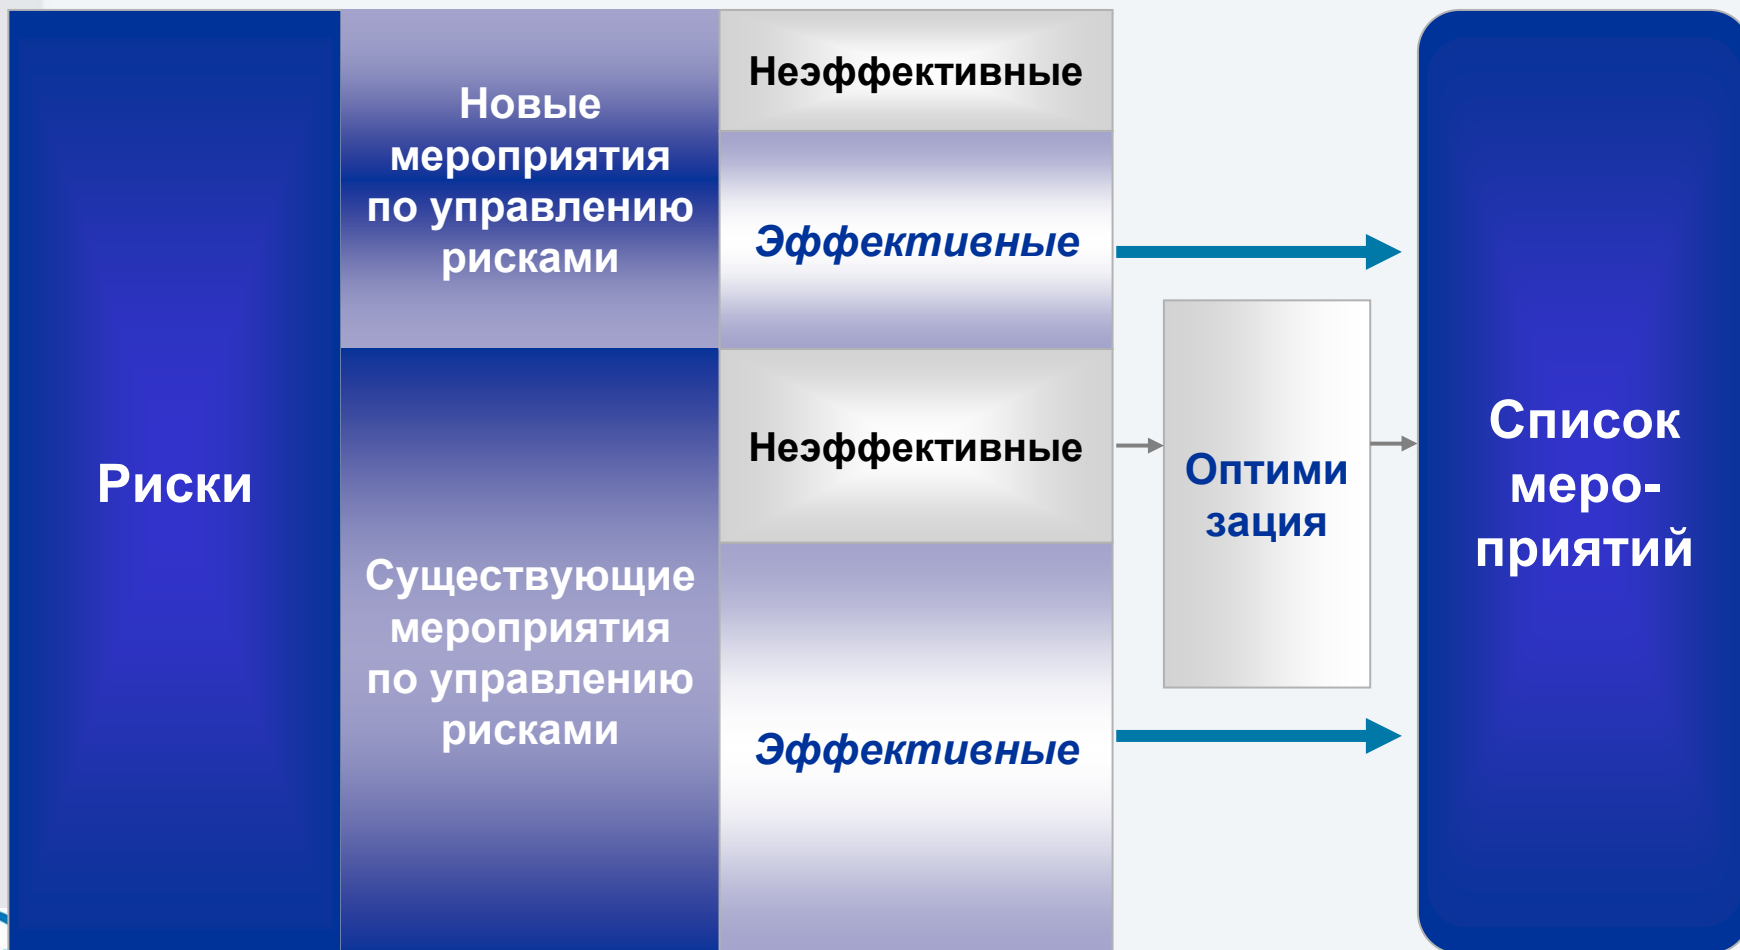 Риски
Новые
мероприятия
по управлению
рисками
Существующие
мероприятия
по управлению
рисками
Неэффективные
Эффективные
Неэффективные
Эффективные
Оптими
зация
Список
меро-
приятий